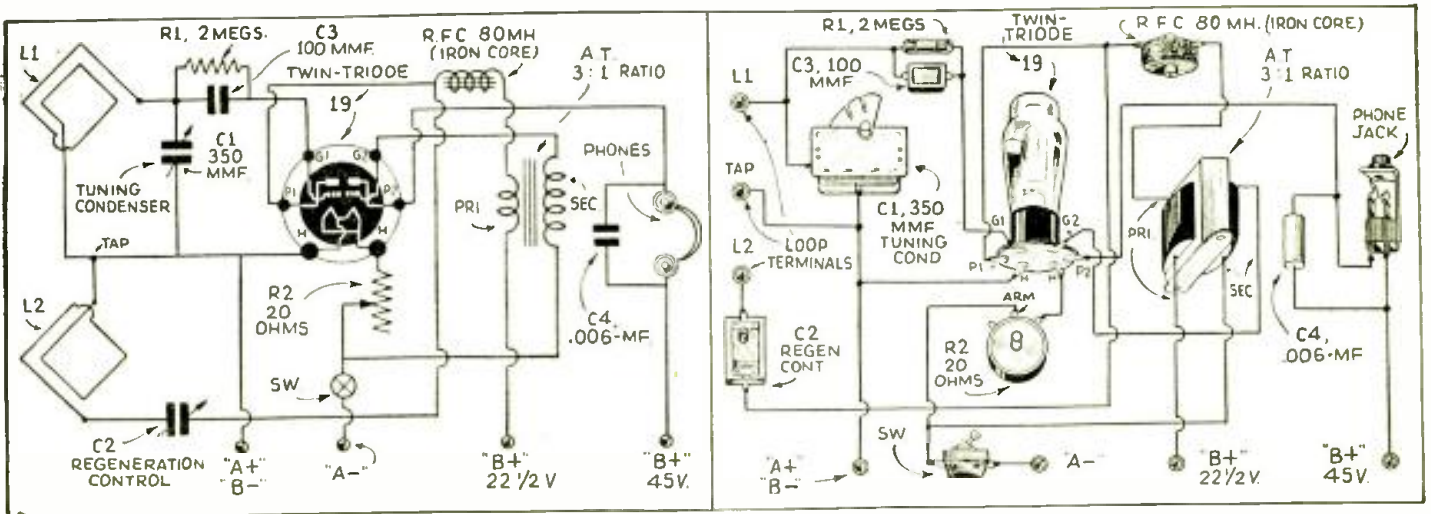 L1
R1, 2 MEGS.
C3
100 MMF.
TWIN-TRIODE
19
R.F.C 80MH
(IRON CORE)
A.T.
3:1 RATIO
C1
350
MMF
TUNING
CONDENSER
G1
G2
P1
P2
H
H
PRI
SEC
PHONES
TAP
L2
R2
20
OHMS
C4
.006-MF
SW
C2
REGENERATION
CONTROL
"A+"
"B-"
"A-"
"B+"
22 1/2 V
"B+"
45V.
R1, 2MEGS
TWIN-
TRIODE
19
R F C 80 MH. (IRON CORE)
A.T
3:1 RATIO
L1
C3, 100
MMF
PHONE
JACK
TAP
C1, 350
MMF
TUNING
COND
L2
LOOP
TERMINALS
G1
G2
P1
P2
H
H
PRI.
SEC
ARM
C2
REGEN
CONT
R2
20
OHMS
8
C4,
.006-MF
SW
"A+"
"B-"
"A-"
"B+"
22 1/2 V.
"B+"
45V.